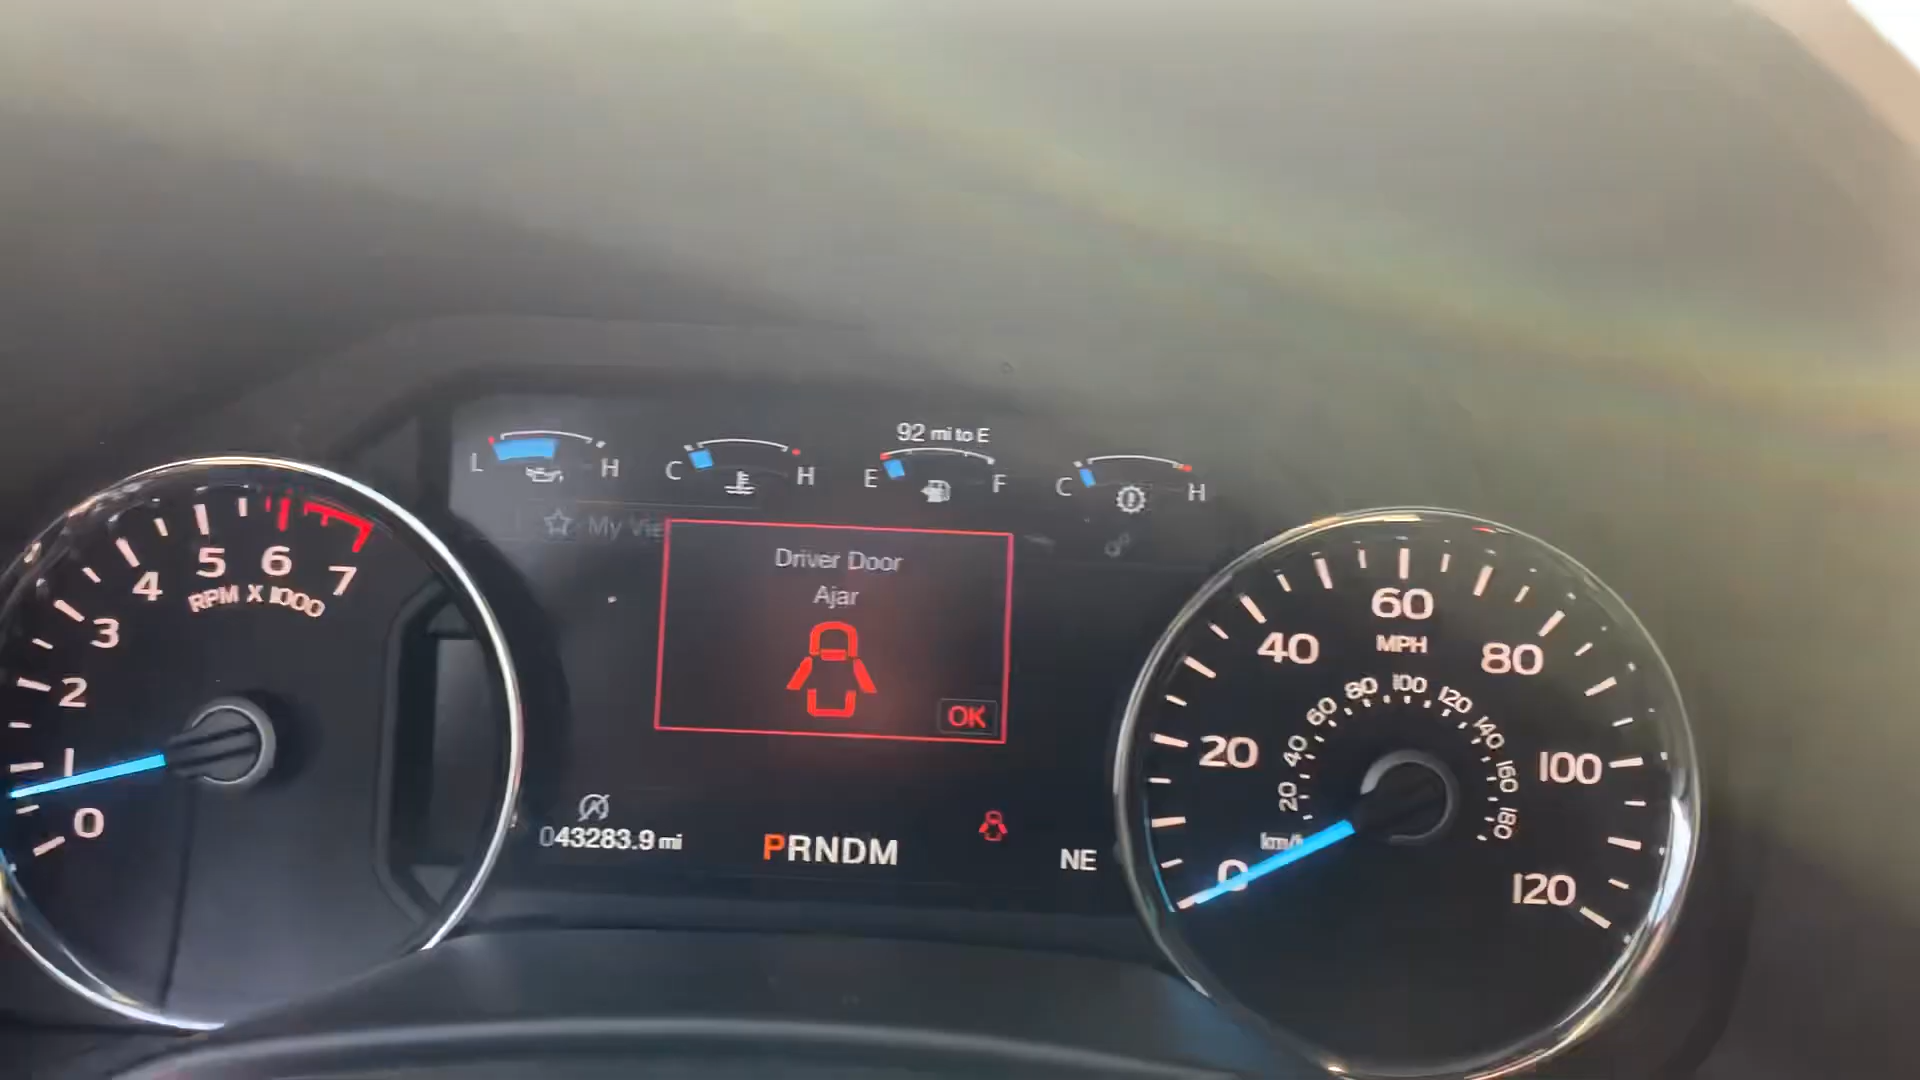 92 mi to E
L H
C H
E F
C H
My Vie
Driver Door
Ajar
OK
0 1 2 3 4 5 6 7
RPM X 1000
0 20 40 60 80 100 120
MPH
20 40 60 80 100 120 140 160 180
km/h
043283.9 mi
PRNDM
NE